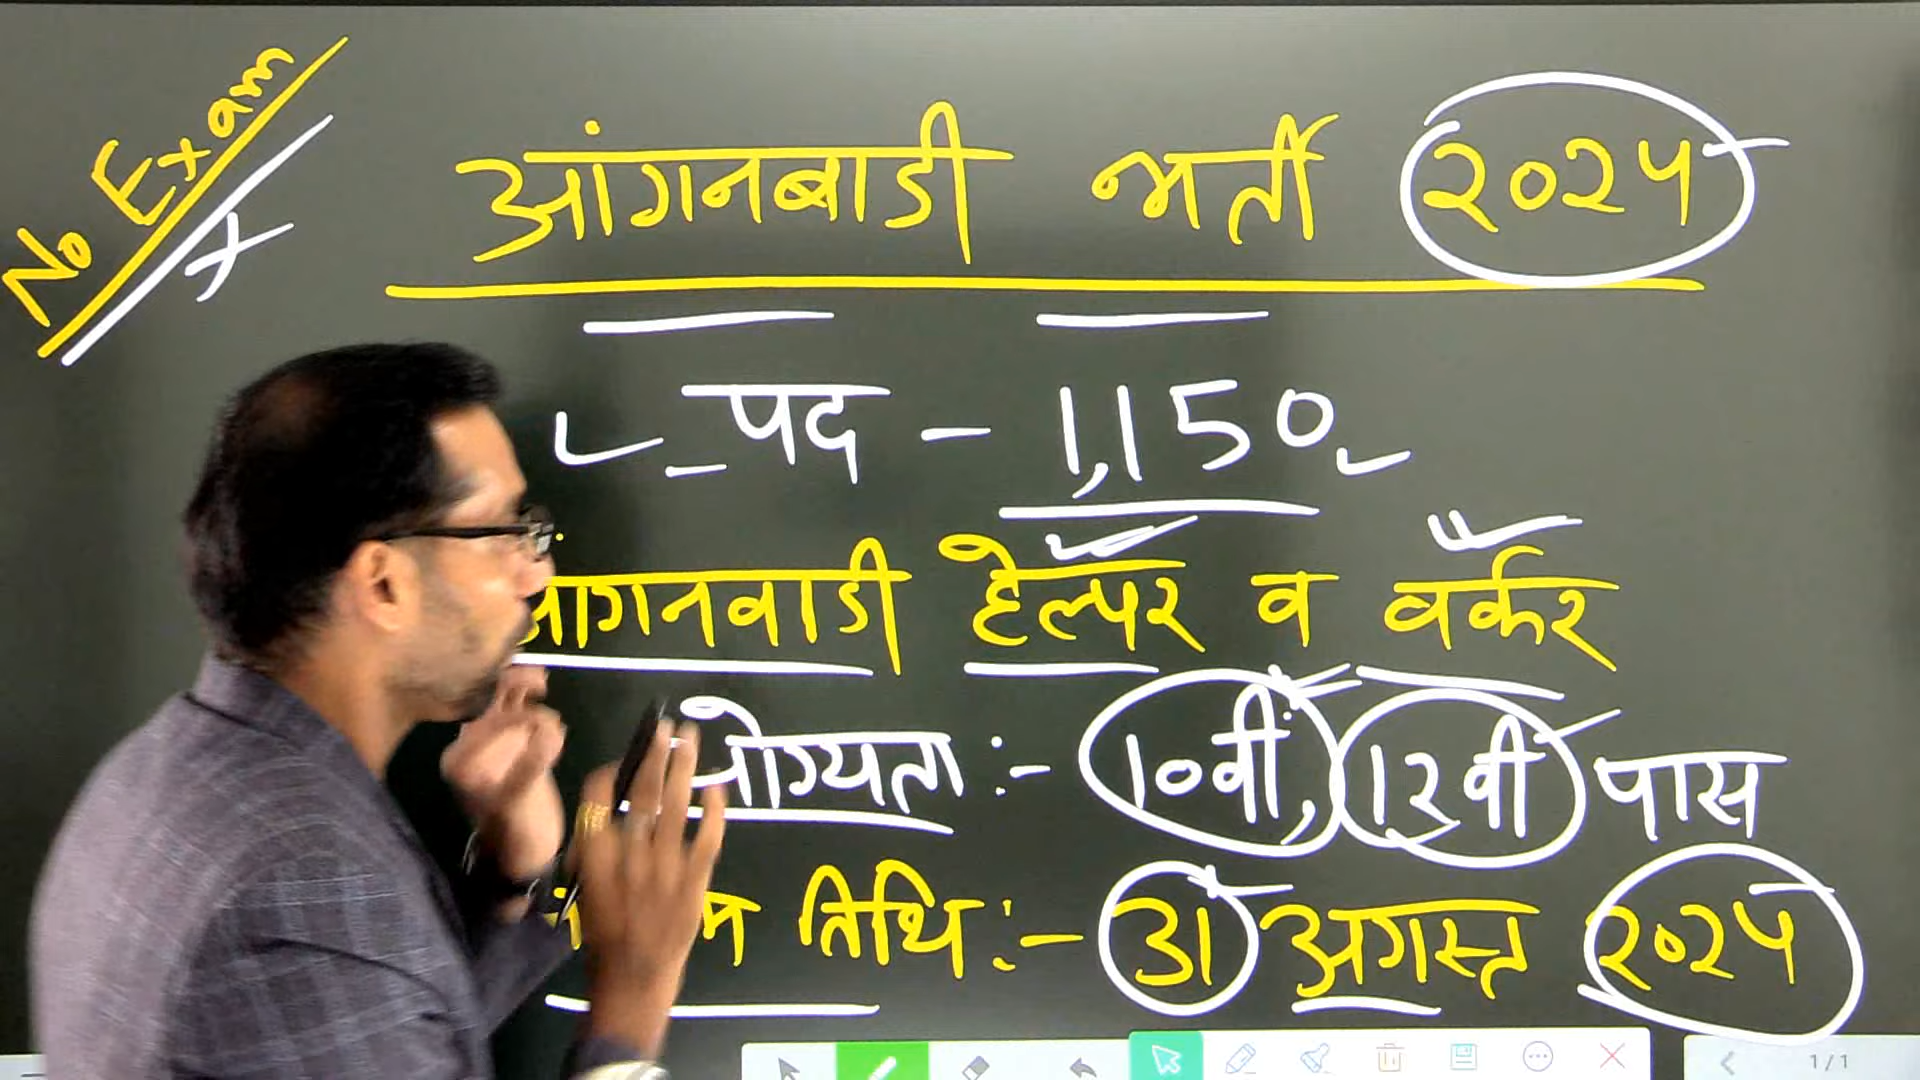 No Exam
आंगनबाडी भर्ती २०२५
पद - 1,150
आंगनवाडी हेल्पर व वर्कर
योग्यता :- 10वीं, 12वी पास
तिथि :- 31 अगस्त २०२५
1/1